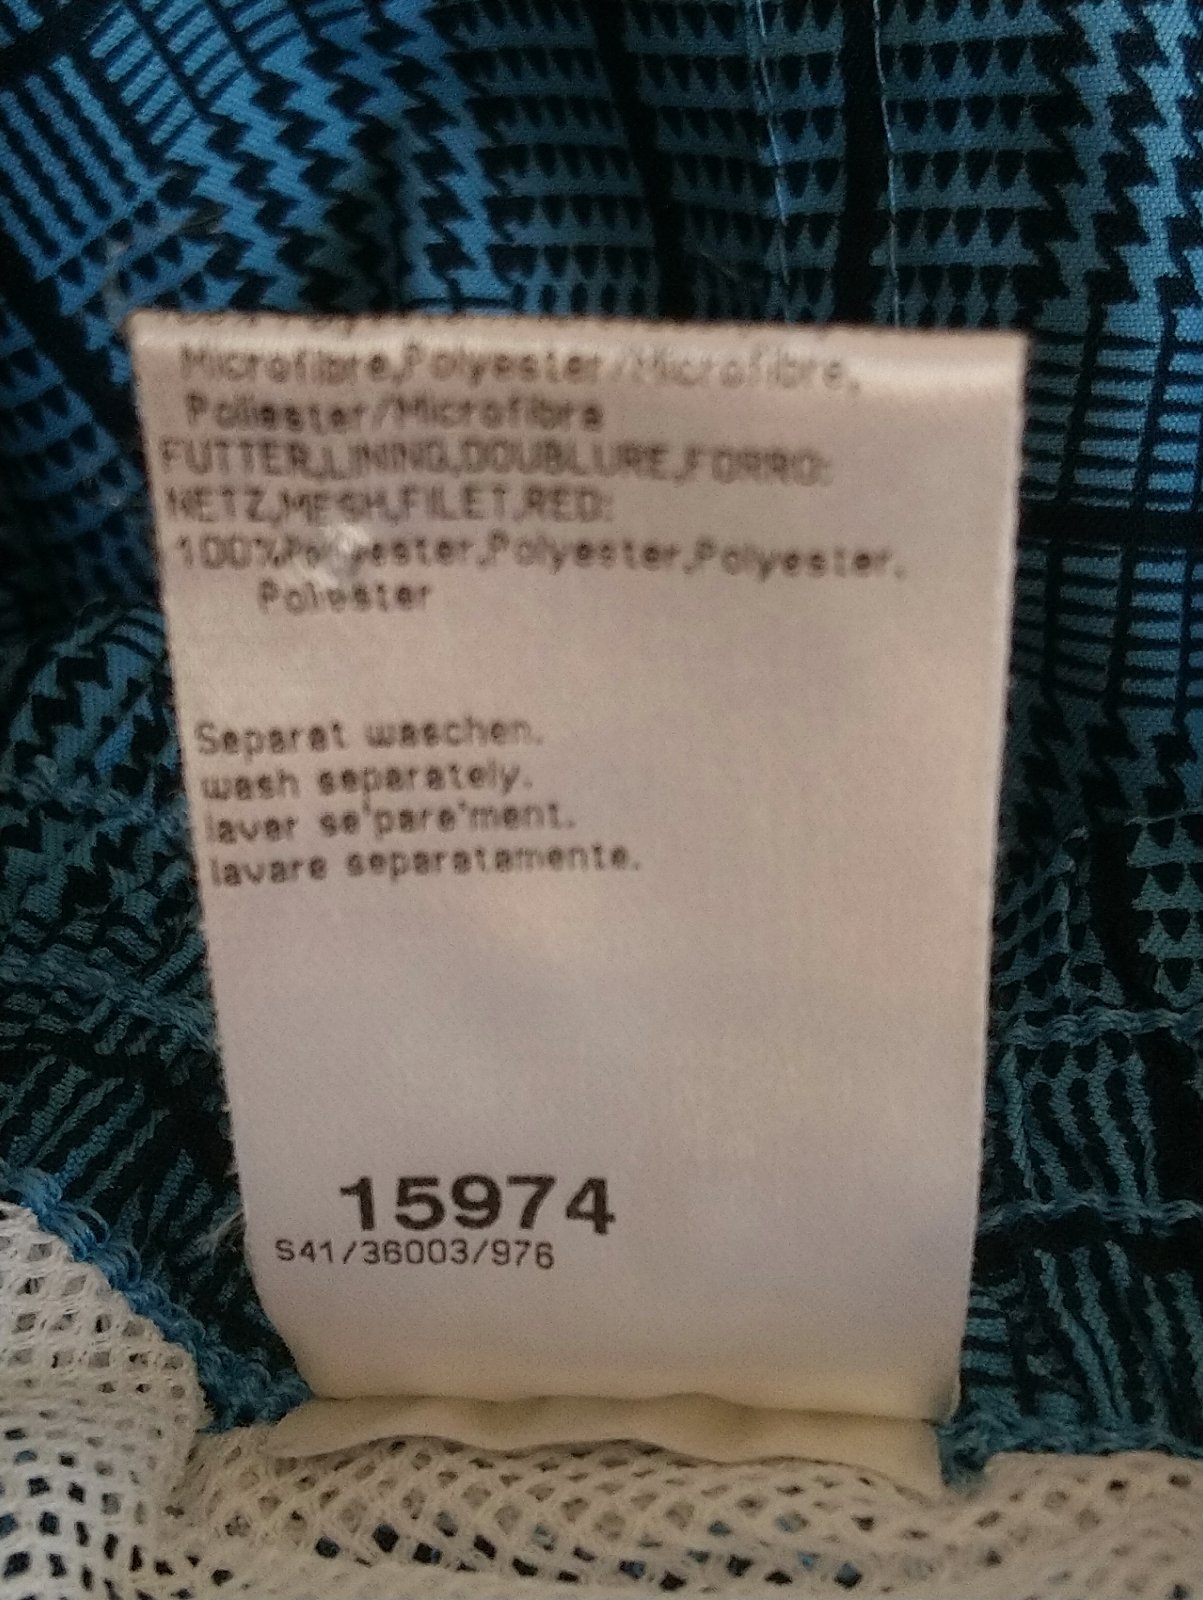 Microfibre,Polyester/Microfibre,
Poliester/Microfibre
FUTTER,LINING,DOUBLURE,FORRO:
NETZ,MESH,FILET,RED:
100%Polyester,Polyester,Polyester,
Poliester
Separat waschen.
wash separately.
laver se'pare'ment.
lavare separatamente.
15974
S41/36003/976